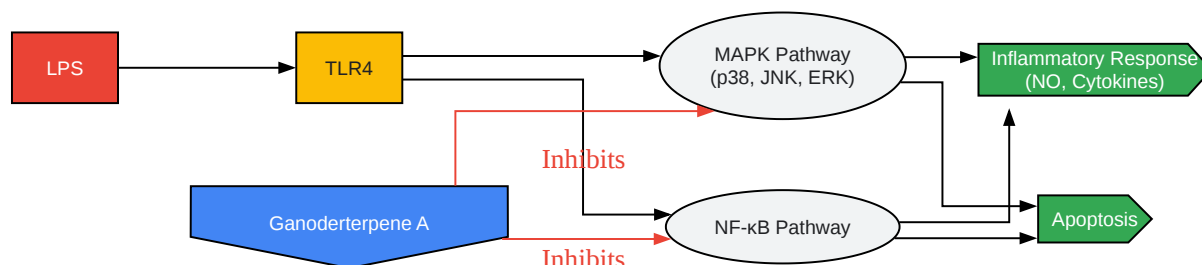 LPS
TLR4
MAPK Pathway
(p38, JNK, ERK)
Inflammatory Response
(NO, Cytokines)
Inhibits
Ganoderterpene A
NF-κB Pathway
Apoptosis
Inhibits